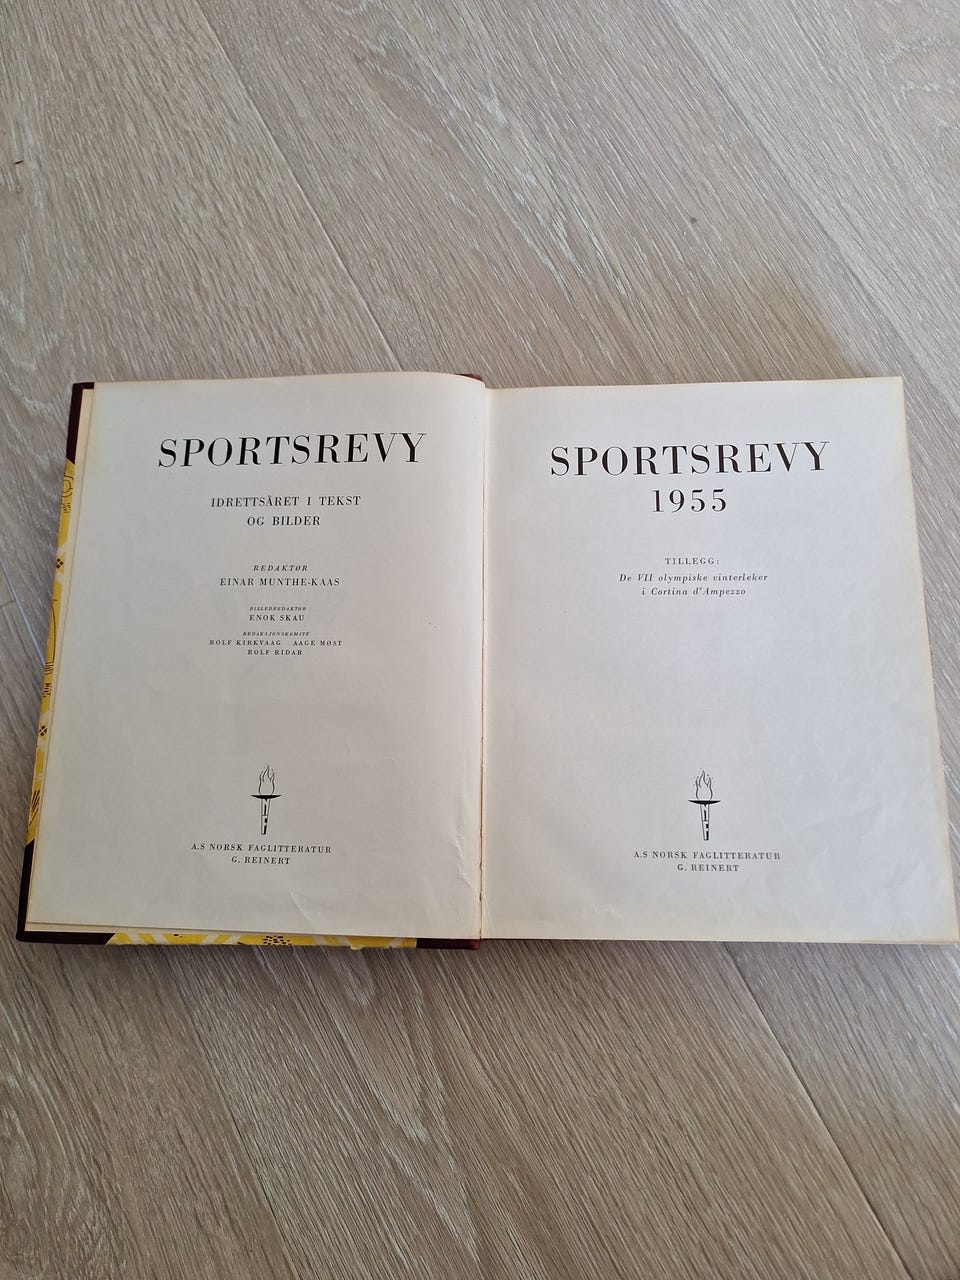 SPORTSREVY
IDRETTSÅRET I TEKST
OG BILDER
REDAKTØR
EINAR MUNTHE-KAAS
BILLEDREDAKTØR
ENOK SKAU
REDAKSJONSKOMITE
ROLF KIRKVAAG AAGE MØST
ROLF RIDAR
A.S NORSK FAGLITTERATUR
G. REINERT
SPORTSREVY
1955
TILLEGG:
De VII olympiske vinterleker
i Cortina d'Ampezzo
A.S NORSK FAGLITTERATUR
G. REINERT